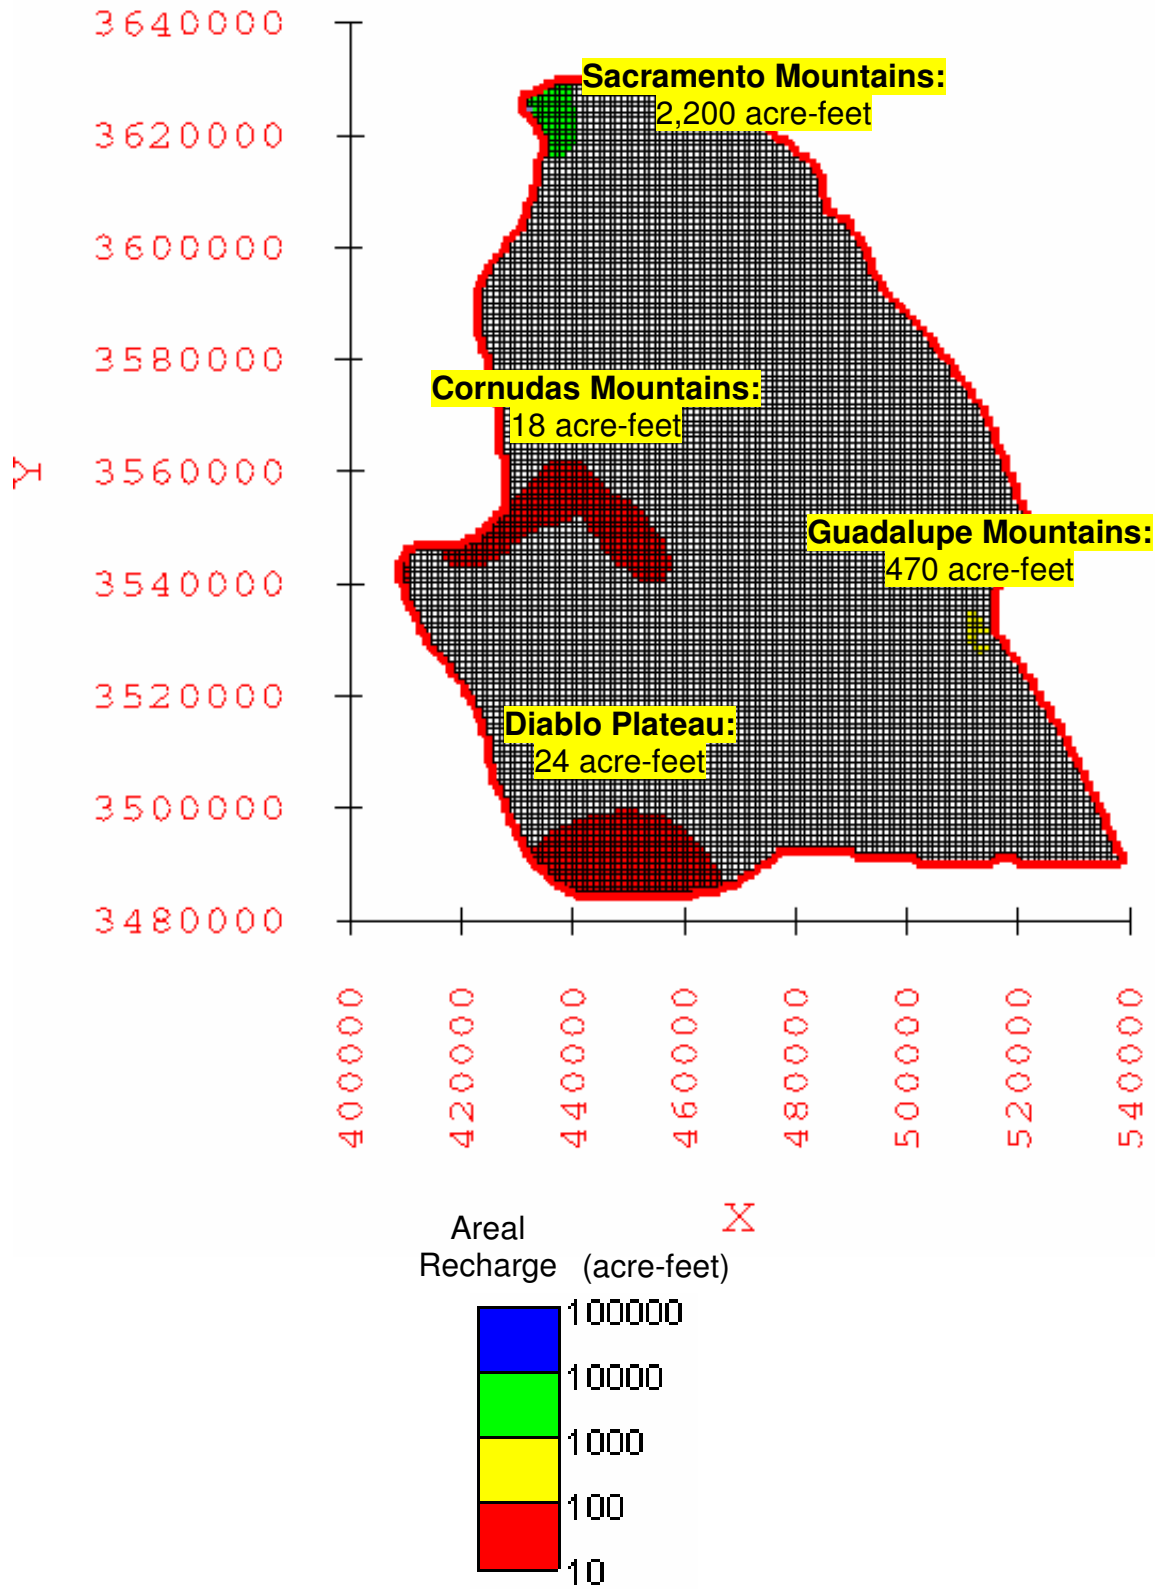 3640000
Sacramento Mountains:
2,200 acre-feet
3620000
3600000
3580000
Cornudas Mountains:
18 acre-feet
Y
3560000
Guadalupe Mountains:
470 acre-feet
3540000
3520000
Diablo Plateau:
24 acre-feet
3500000
3480000
400000
420000
440000
460000
480000
500000
520000
540000
X
Areal
Recharge (acre-feet)
100000
10000
1000
100
10